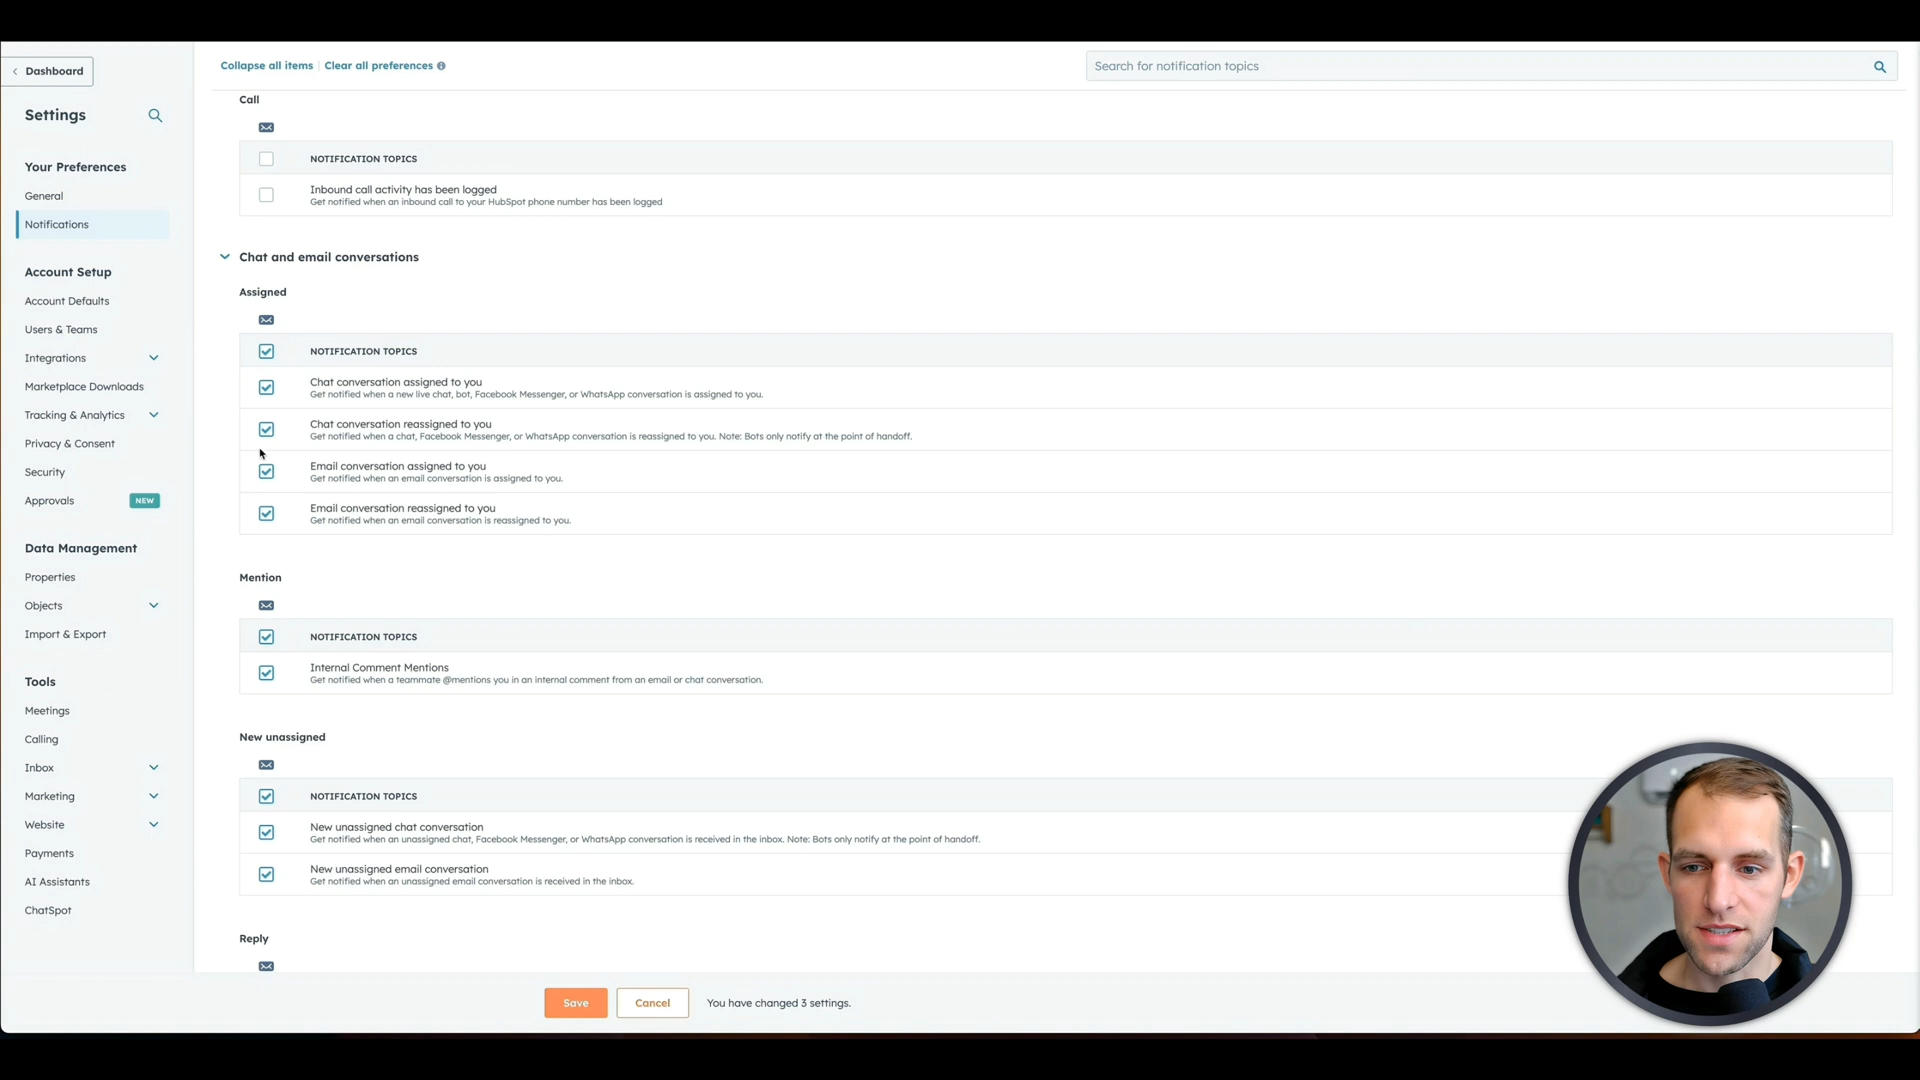 Dashboard
Collapse all items | Clear all preferences
Search for notification topics
Settings
Your Preferences
General
Notifications
Account Setup
Account Defaults
Users & Teams
Integrations
Marketplace Downloads
Tracking & Analytics
Privacy & Consent
Security
Approvals NEW
Data Management
Properties
Objects
Import & Export
Tools
Meetings
Calling
Inbox
Marketing
Website
Payments
AI Assistants
ChatSpot
Call
NOTIFICATION TOPICS
Inbound call activity has been logged
Get notified when an inbound call to your HubSpot phone number has been logged
Chat and email conversations
Assigned
NOTIFICATION TOPICS
Chat conversation assigned to you
Get notified when a new live chat, bot, Facebook Messenger, or WhatsApp conversation is assigned to you.
Chat conversation reassigned to you
Get notified when a chat, Facebook Messenger, or WhatsApp conversation is reassigned to you. Note: Bots only notify at the point of handoff.
Email conversation assigned to you
Get notified when an email conversation is assigned to you.
Email conversation reassigned to you
Get notified when an email conversation is reassigned to you.
Mention
NOTIFICATION TOPICS
Internal Comment Mentions
Get notified when a teammate @mentions you in an internal comment from an email or chat conversation.
New unassigned
NOTIFICATION TOPICS
New unassigned chat conversation
Get notified when an unassigned chat, Facebook Messenger, or WhatsApp conversation is received in the inbox. Note: Bots only notify at the point of handoff.
New unassigned email conversation
Get notified when an unassigned email conversation is received in the inbox.
Reply
Save
Cancel
You have changed 3 settings.